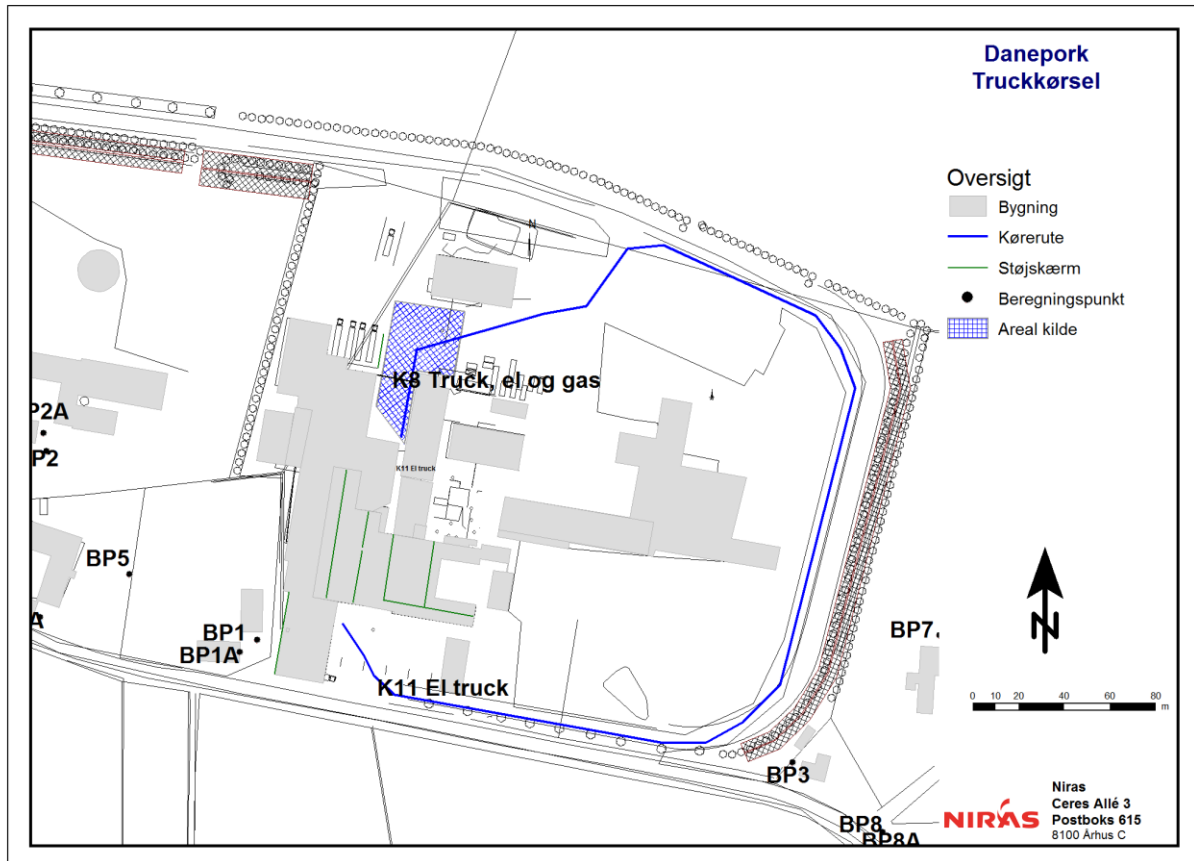 Danepork
Truckkørsel
Oversigt
Bygning
Kørerute
Støjskærm
Beregningspunkt
Areal kilde
N
K8 Truck, el og gas
K11 El truck
P2A
P2
BP5
A
BP1
BP1A
K11 El truck
BP7
BP3
BP8
BP8A
N
0 10 20 40 60 80
m
NIRAS
Niras
Ceres Allé 3
Postboks 615
8100 Århus C